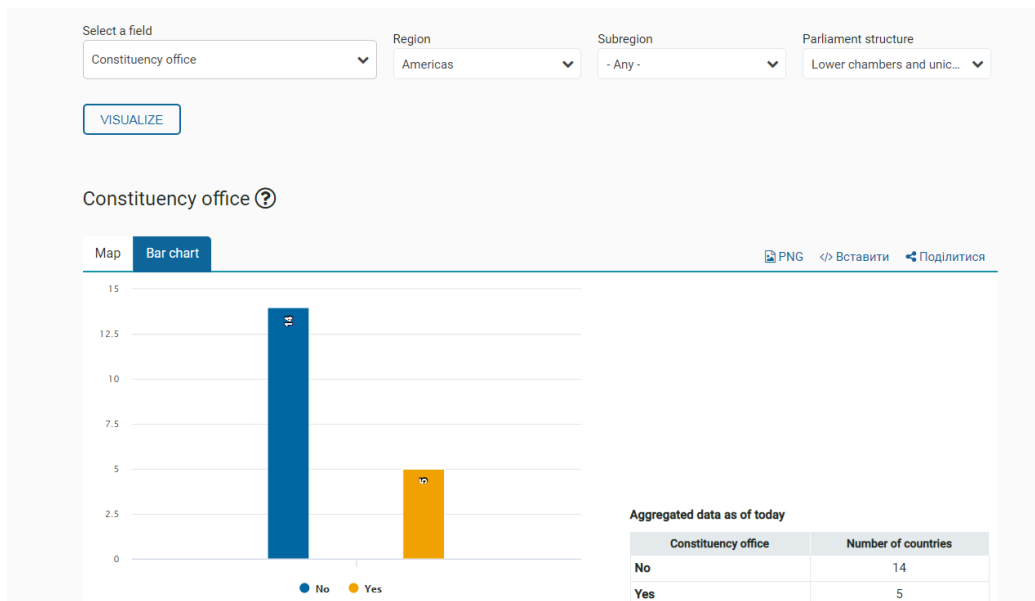 Select a field
Region
Subregion
Parliament structure
Constituency office
Americas
- Any -
Lower chambers and unic...
VISUALIZE
Constituency office ?
Map
Bar chart
PNG
</> Вставити
Поділитися
15
12.5
10
7.5
5
2.5
0
14
5
No
Yes
Aggregated data as of today
Constituency office Number of countries
No 14
Yes 5